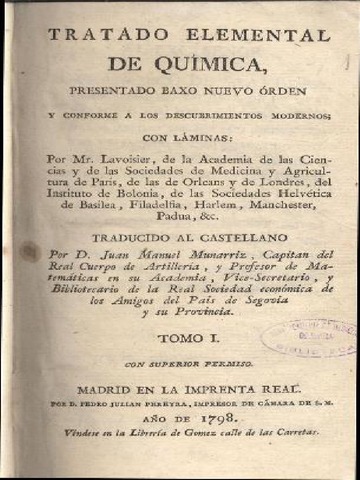 TRATADO ELEMENTAL
DE QUÍMICA,
PRESENTADO BAXO NUEVO ÓRDEN
Y CONFORME A LOS DESCUBRIMIENTOS MODERNOS;
CON LÁMINAS:
Por Mr. Lavoisier, de la Academia de las Cien-
cias y de las Sociedades de Medicina y Agricul-
tura de París, de las de Orleans y de Londres, del
Instituto de Bolonia, de las Sociedades Helvética
de Basilea, Filadelfia, Harlem, Manchester,
Padua, &c.
TRADUCIDO AL CASTELLANO
Por D. Juan Manuel Munarriz, Capitan del
Real Cuerpo de Artillería, y Profesor de Ma-
temáticas en su Academia, Vice-Secretario, y
Bibliotecario de la Real Sociedad económica de
los Amigos del País de Segovia
y su Provincia.
TOMO I.
CON SUPERIOR PERMISO.
MADRID EN LA IMPRENTA REAL
POR D. PEDRO JULIAN PEREYRA, IMPRESOR DE CÁMARA DE S. M.
AÑO DE 1798.
Véndese en la Librería de Gomez calle de las Carretas.